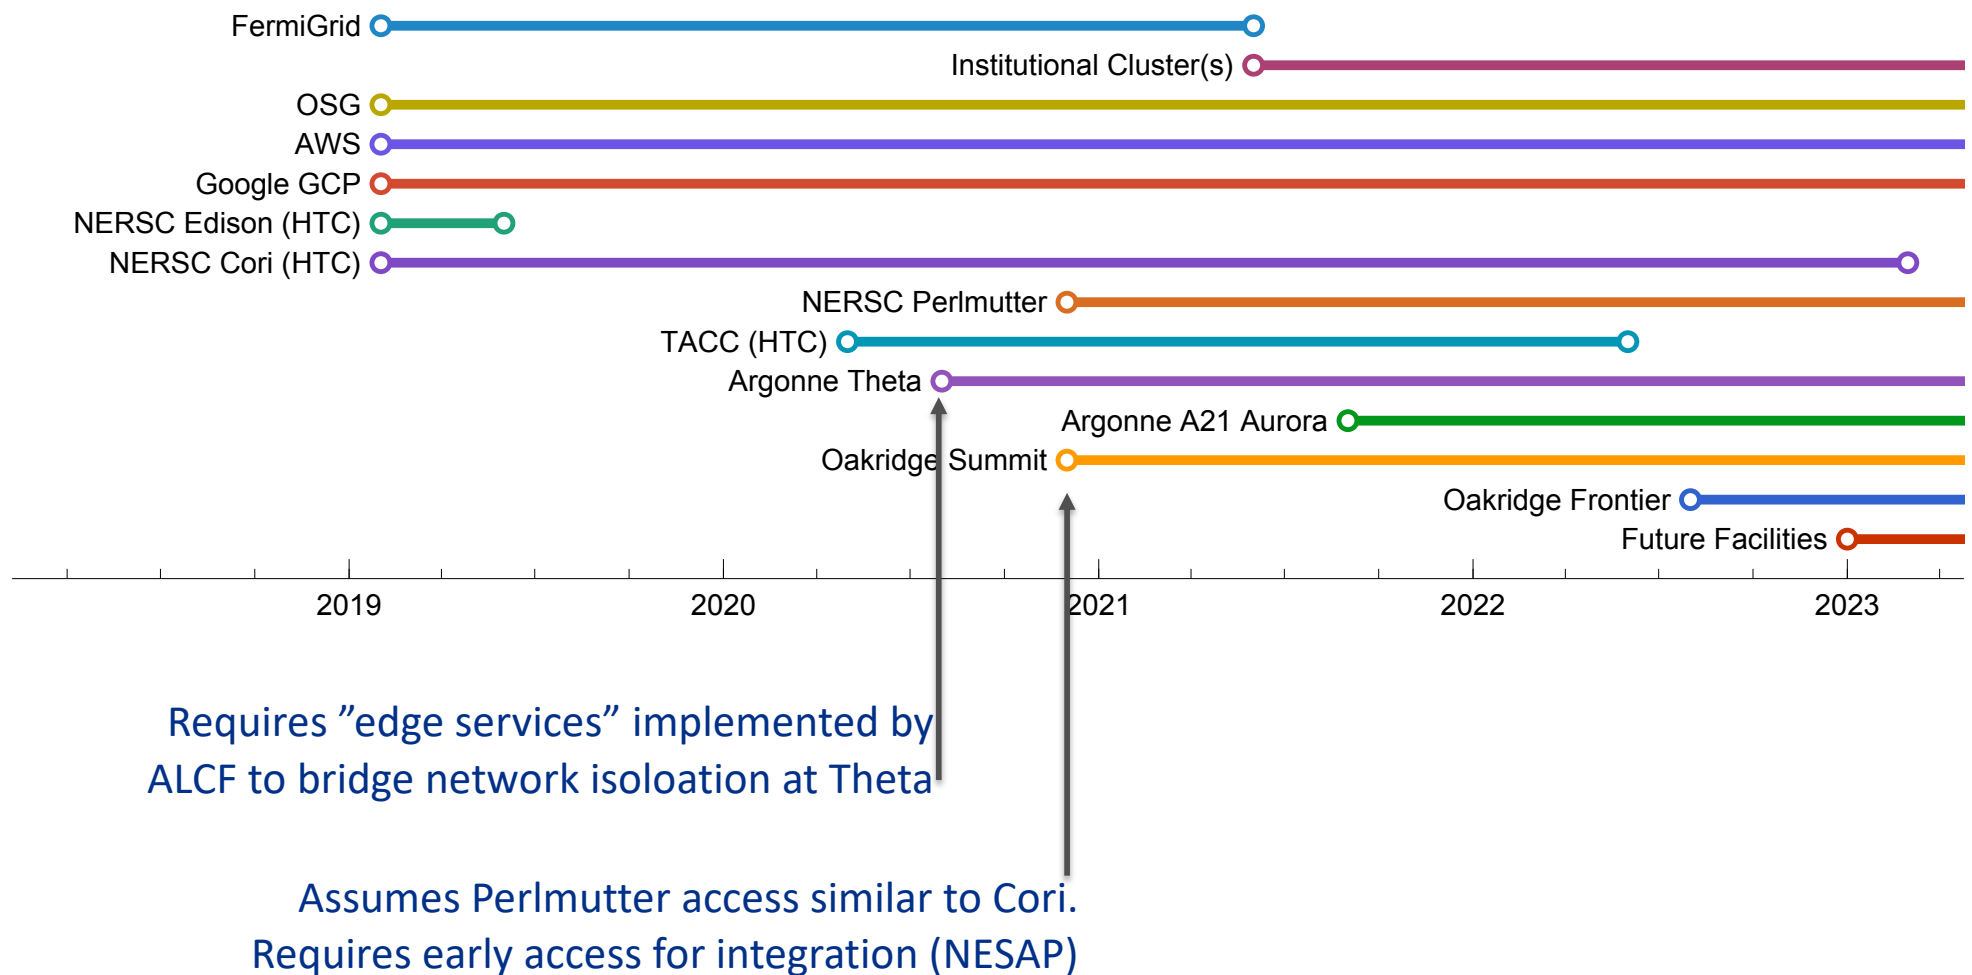 FermiGrid
Institutional Cluster(s)
OSG
AWS
Google GCP
NERSC Edison (HTC)
NERSC Cori (HTC)
NERSC Perlmutter
TACC (HTC)
Argonne Theta
Argonne A21 Aurora
Oakridge Summit
Oakridge Frontier
Future Facilities
2019 2020 2021 2022 2023
Requires ”edge services” implemented by
ALCF to bridge network isoloation at Theta
Assumes Perlmutter access similar to Cori.
Requires early access for integration (NESAP)